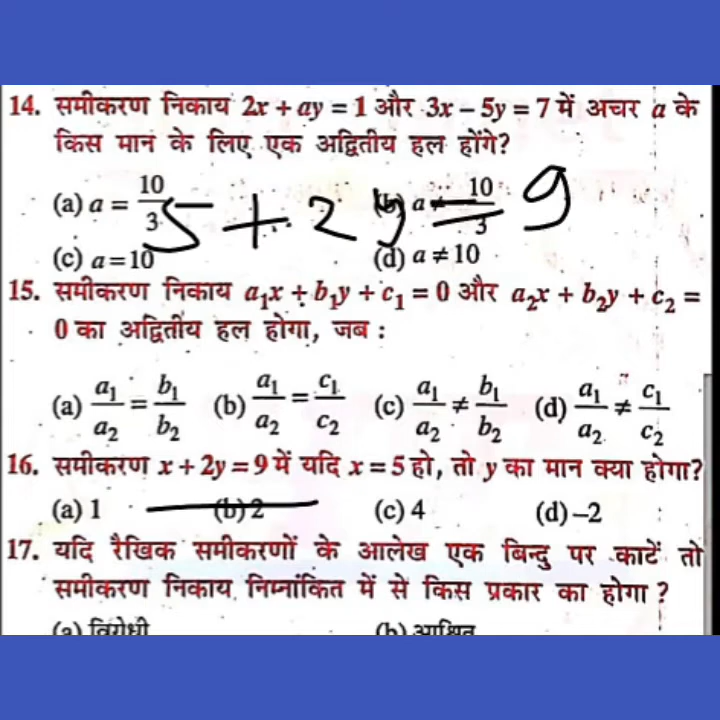 14. समीकरण निकाय 2x + ay = 1 और 3x – 5y = 7 में अचर a के
किस मान के लिए एक अद्वितीय हल होंगे?
(a) a = 10/3 (b) a ≠ 10/3
5 + 2y = 9
(c) a = 10 (d) a ≠ 10
15. समीकरण निकाय a₁x + b₁y + c₁ = 0 और a₂x + b₂y + c₂ =
0 का अद्वितीय हल होगा, जब :
(a) a₁/a₂ = b₁/b₂ (b) a₁/a₂ = c₁/c₂ (c) a₁/a₂ ≠ b₁/b₂ (d) a₁/a₂ ≠ c₁/c₂
16. समीकरण x + 2y = 9 में यदि x = 5 हो, तो y का मान क्या होगा?
(a) 1 (b) 2 (c) 4 (d) –2
17. यदि रैखिक समीकरणों के आलेख एक बिन्दु पर काटें तो
समीकरण निकाय निम्नांकित में से किस प्रकार का होगा ?
(a) विरोधी (b) आश्रित